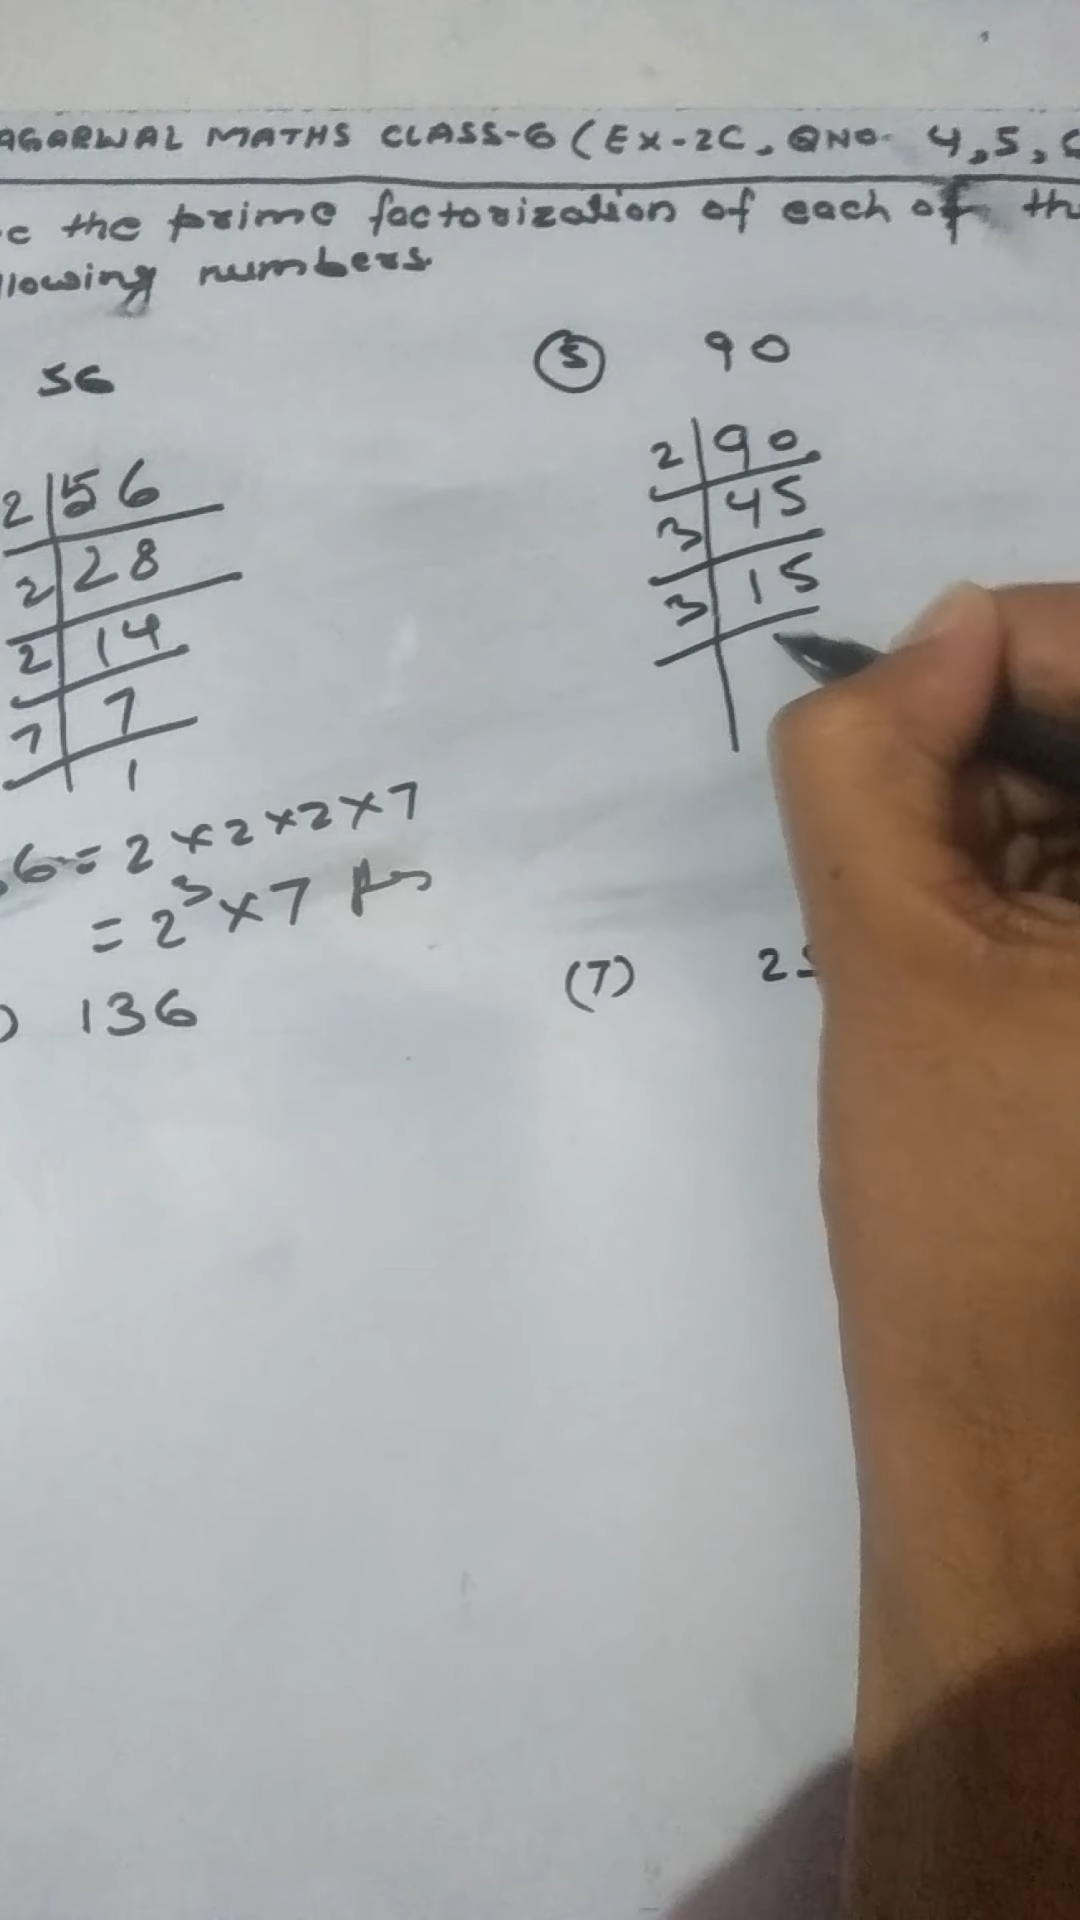 AGARWAL MATHS CLASS-6 (EX-2C, QNO. 4,5,
the prime factorization of each of
numbers.
56
2 56
2 28
2 14
7 7
1
6 = 2 × 2 × 2 × 7
= 2³ × 7 Ans
5 90
2 90
3 45
3 15
) 136
(7) 2